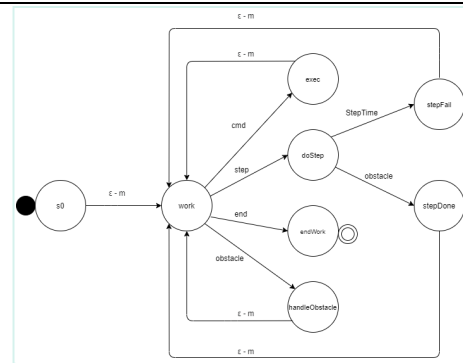 ε - m
ε - m
exec
stepFail
StepTime
cmd
step
doStep
obstacle
ε - m
s0
work
stepDone
end
endWork
obstacle
handleObstacle
ε - m
ε - m